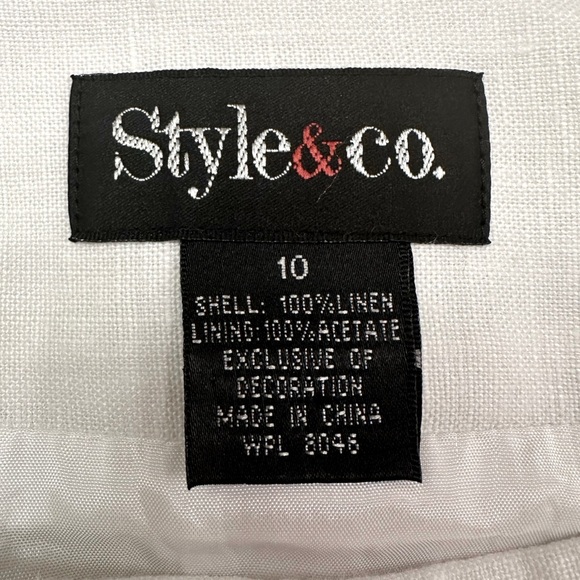 Style&co.
10
SHELL: 100%LINEN
LINING:100%ACETATE
EXCLUSIVE OF
DECORATION
MADE IN CHINA
WPL 8046